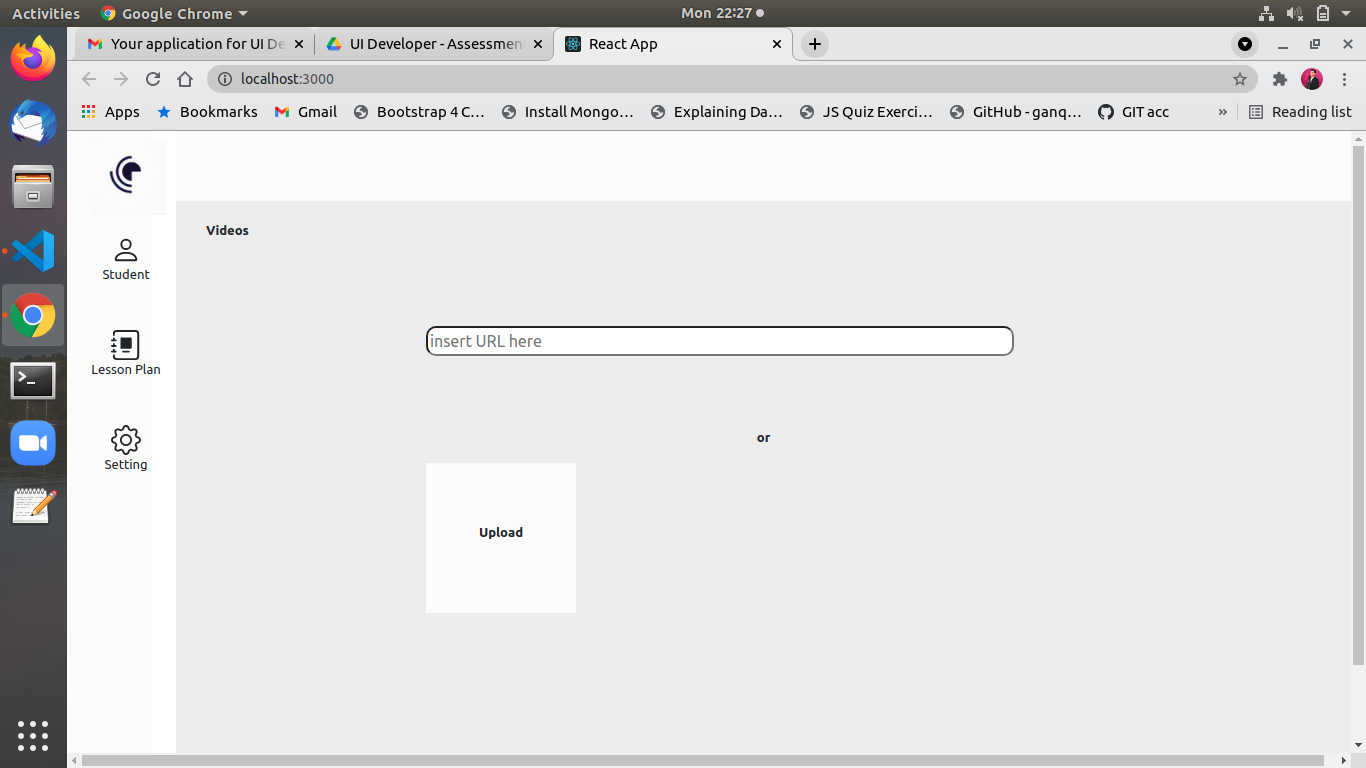 Activities Google Chrome Mon 22:27
Your application for UI De UI Developer - Assessment React App
localhost:3000
Apps Bookmarks Gmail Bootstrap 4 C… Install Mongo… Explaining Da… JS Quiz Exerci… GitHub - ganq… GIT acc » Reading list
Videos
Student
insert URL here
Lesson Plan
or
Setting
Upload